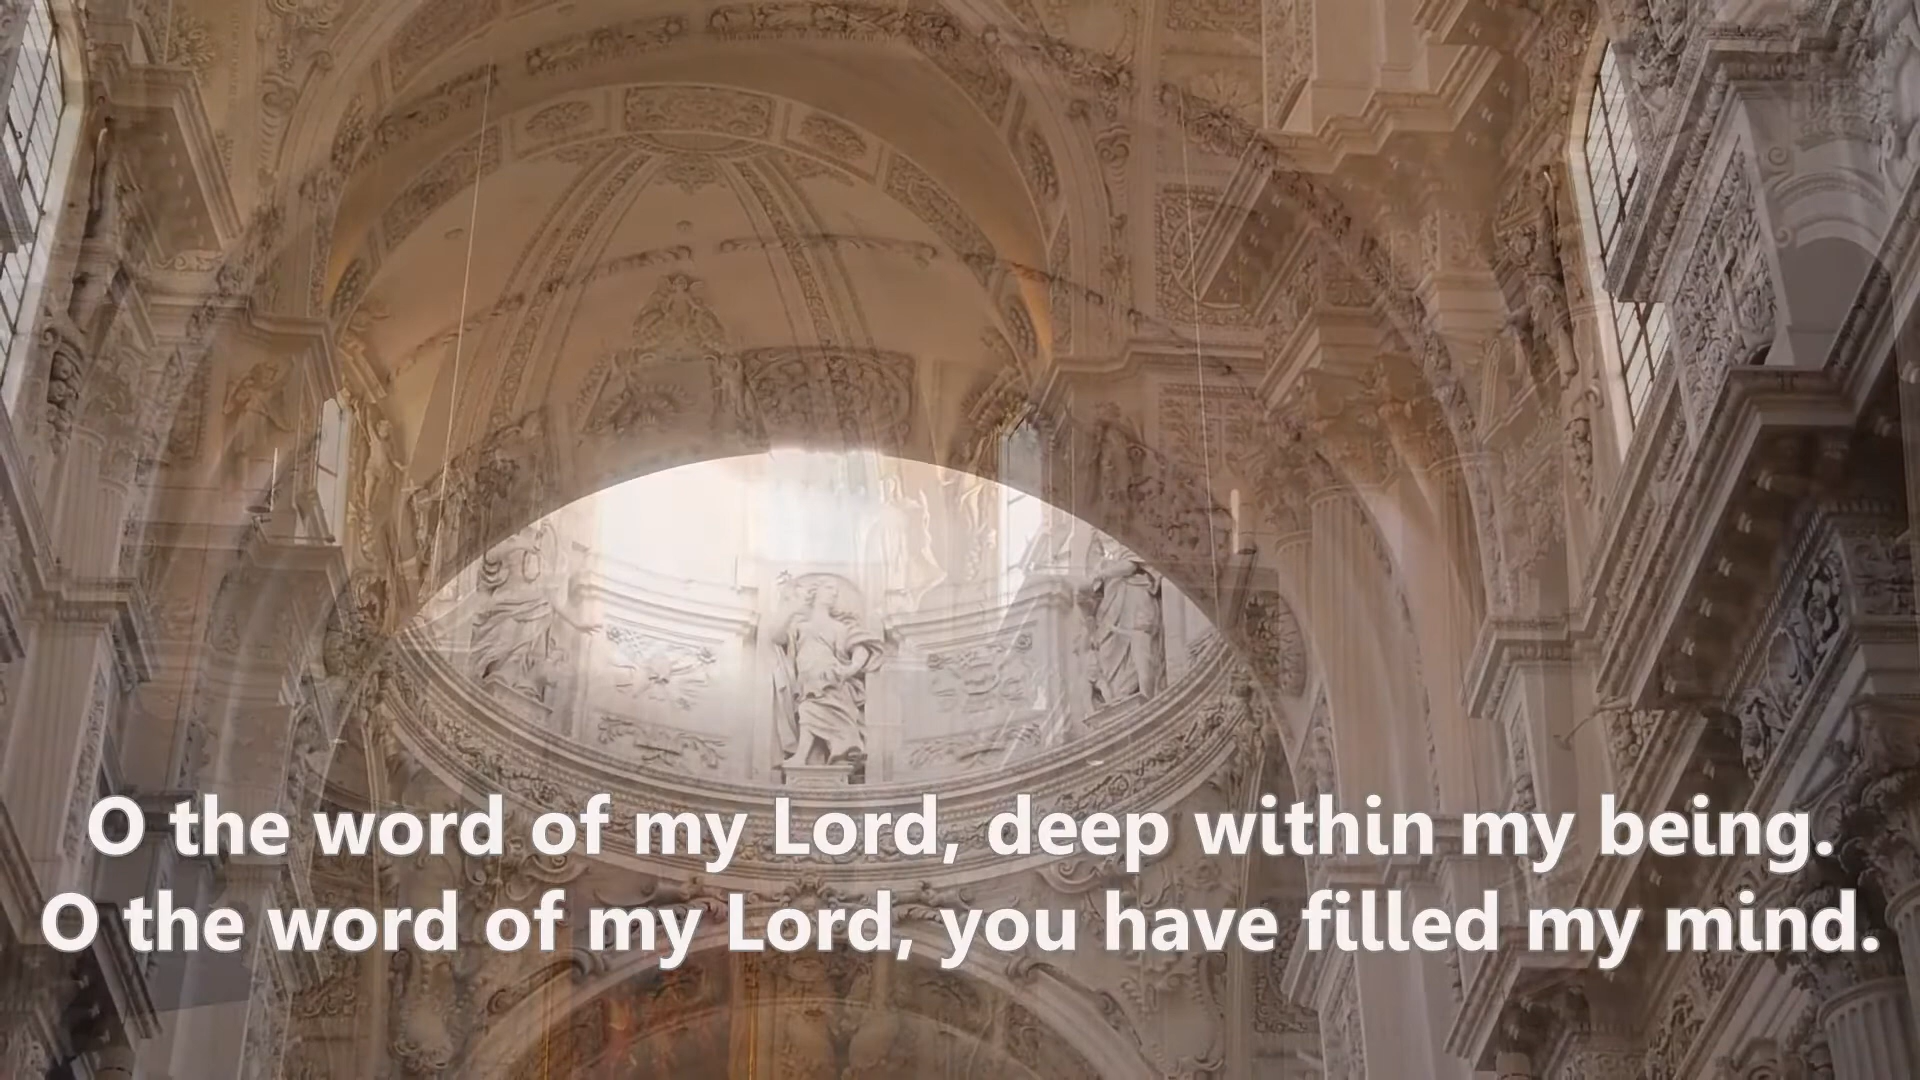 O the word of my Lord, deep within my being.
O the word of my Lord, you have filled my mind.